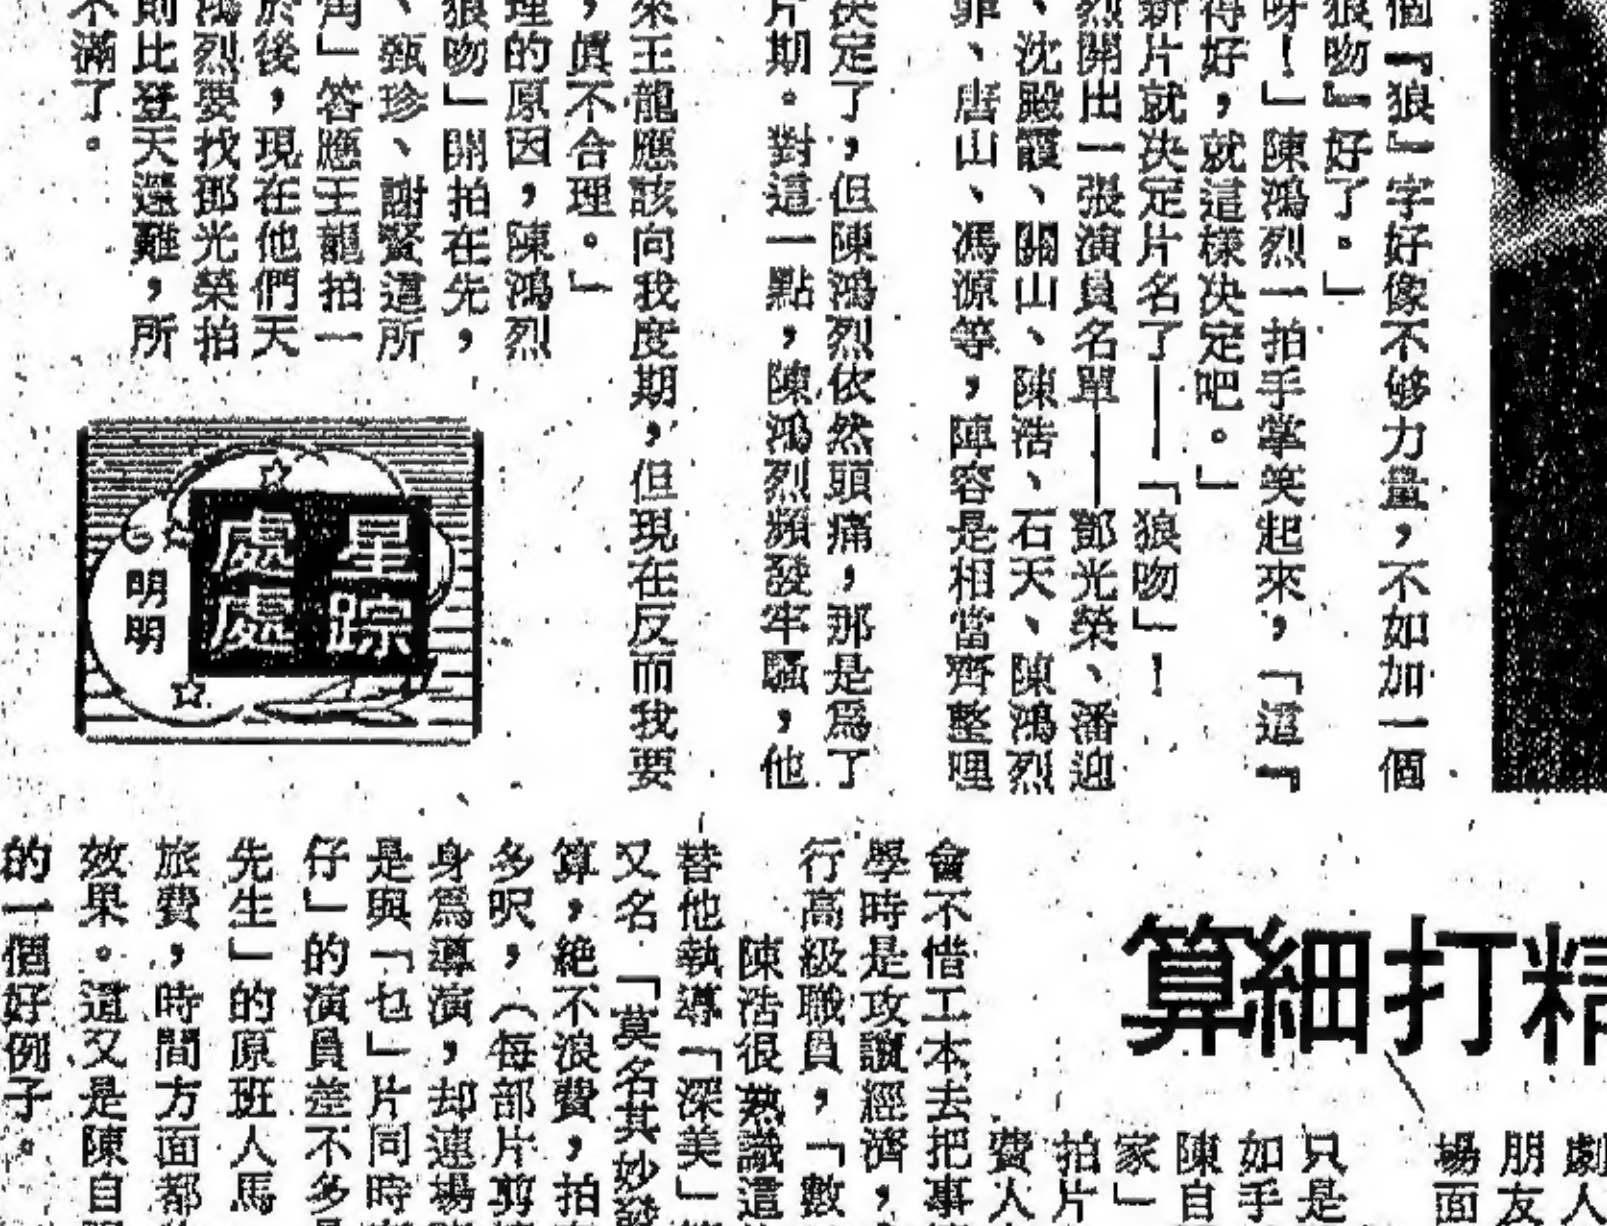 個『狼』字好像不够力量，不如加一個
狼吻』好了。」
呀！」陳鴻烈一拍手掌笑起來，「這『
得好，就這樣决定吧。」
新片就决定片名了——「狼吻」！
烈開出一張演員名單——鄧光榮、潘迎
、沈殿霞、關山、陳浩、石天、陳鴻烈
菲、唐山、馮源等，陣容是相當齊整理
决定了，但陳鴻烈依然頭痛，那是爲了
片期。對這一點，陳鴻烈頻發牢騷，他
來王龍應該向我度期，但現在反而我要
，眞不合理。」
理的原因，陳鴻烈
狼吻」開拍在先，
、甄珍、謝賢這所
角」答應王龍拍一
於後，現在他們天
鴻烈要找鄧光榮拍
則比登天還難，所
不滿了。
星踪
處處
明明
精打細算
劇人
朋友
場面
只是
如手
陳自
家」
拍片
費人
會不惜工本去把事
學時是攻讀經濟，
行高級職員，「數
陳浩很熟識這
替他執導「深美」
又名「莫名其妙
算，絶不浪費，拍
多呎，（每部片剪
身爲導演，却連場
是與「乜」片同時
仔」的演員差不多
先生」的原班人馬
旅費，時間方面都
效果。這又是陳自
的一個好例子。